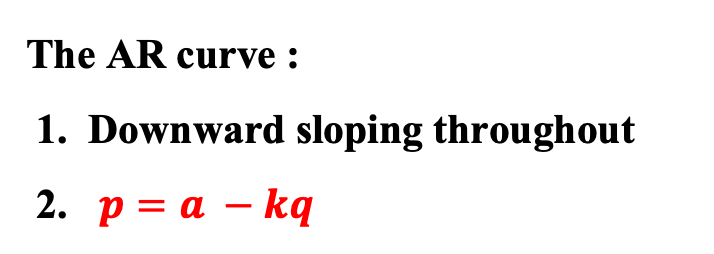 The AR curve :
1. Downward sloping throughout
2. p = a − kq